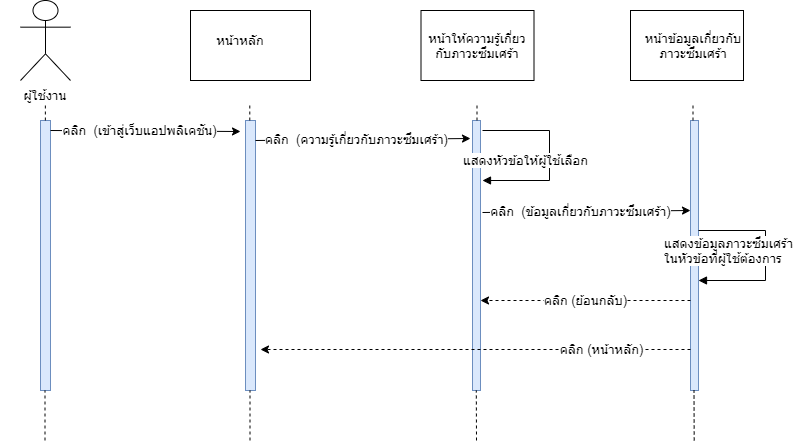 ผู้ใช้งาน
หน้าหลัก
หน้าให้ความรู้เกี่ยว
กับภาวะซึมเศร้า
หน้าข้อมูลเกี่ยวกับ
ภาวะซึมเศร้า
คลิก (เข้าสู่เว็บแอปพลิเคชัน)
คลิก (ความรู้เกี่ยวกับภาวะซึมเศร้า)
แสดงหัวข้อให้ผู้ใช้เลือก
คลิก (ข้อมูลเกี่ยวกับภาวะซึมเศร้า)
แสดงข้อมูลภาวะซึมเศร้า
ในหัวข้อที่ผู้ใช้ต้องการ
คลิก (ย้อนกลับ)
คลิก (หน้าหลัก)